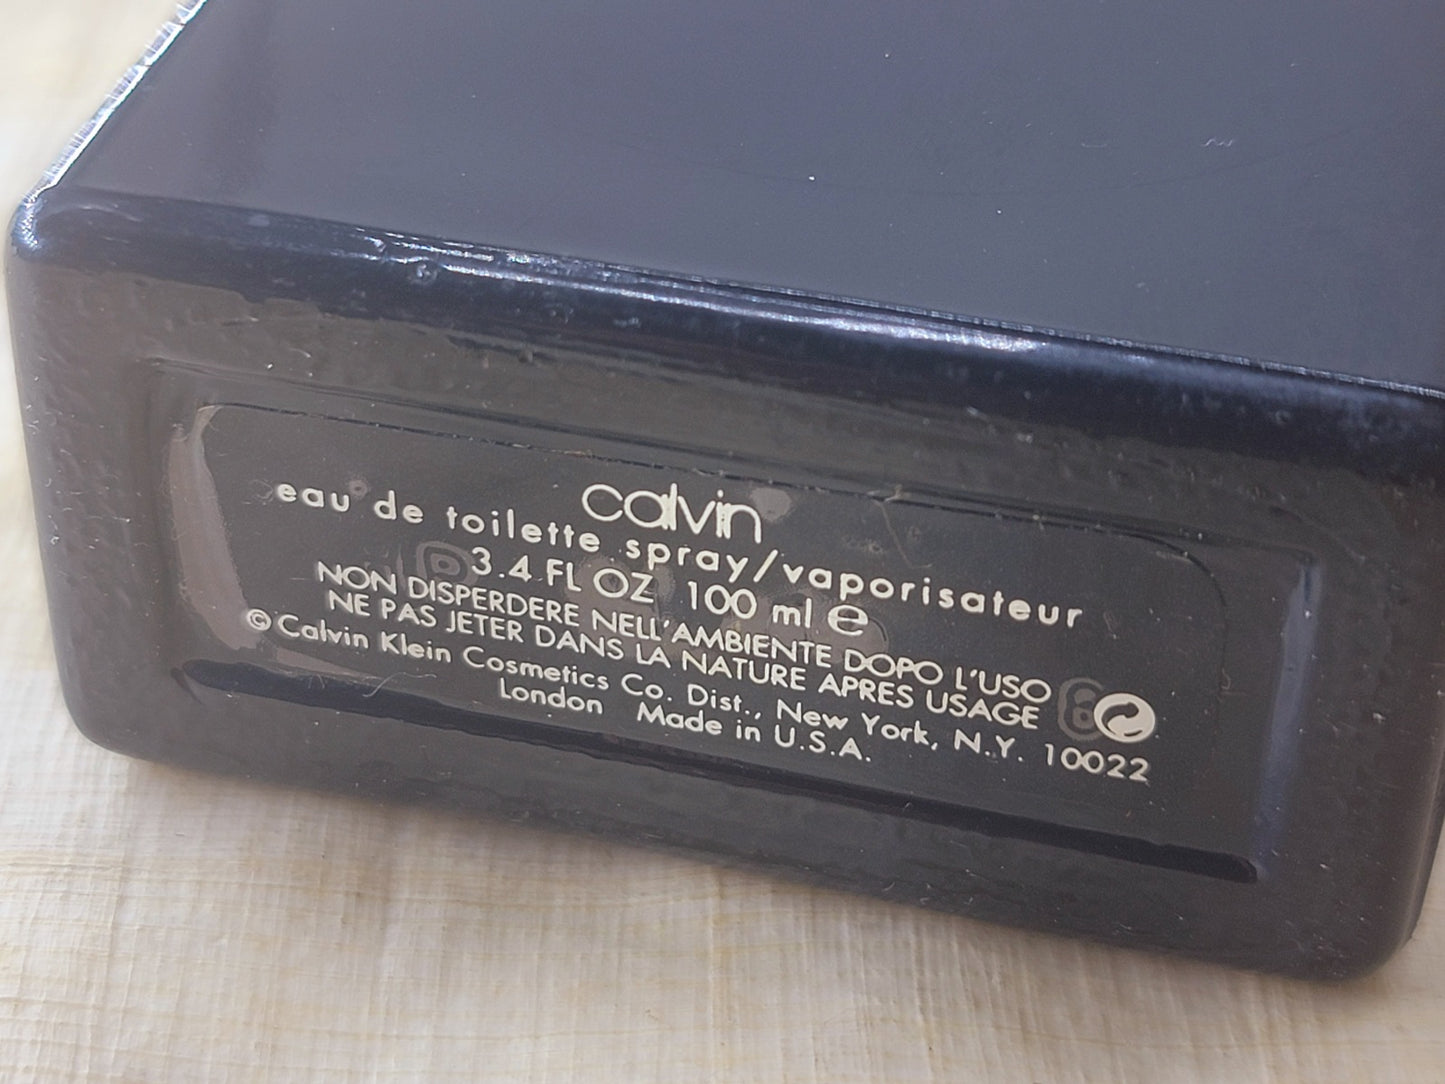 calvin
eau de toilette spray/vaporisateur
3.4 FL OZ 100 ml ℮
NON DISPERDERE NELL'AMBIENTE DOPO L'USO
NE PAS JETER DANS LA NATURE APRES USAGE
©Calvin Klein Cosmetics Co. Dist., New York, N.Y. 10022
London Made in U.S.A.